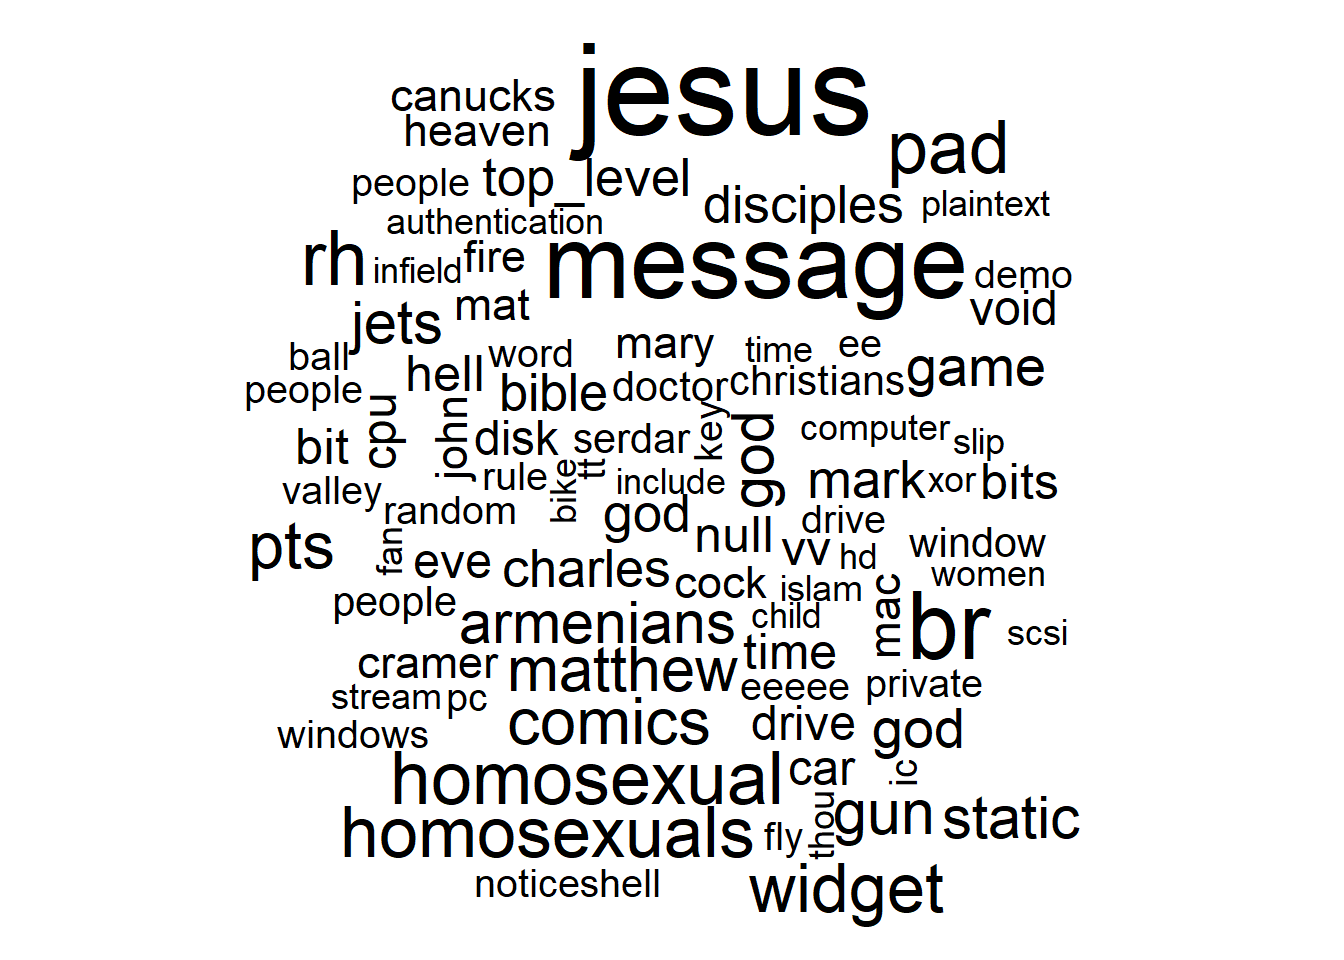 jesus
canucks
heaven
pad
people
top_level
disciples
plaintext
authentication
rh
infield
fire
message
demo
void
mat
jets
ball
hell
word
mary
time
ee
game
people
bible
doctor
christians
cpu
john
key
god
bit
disk
serdar
computer
slip
valley
rule
bike
tt
include
mark
xor
bits
random
god
null
drive
pts
fan
eve
charles
vv
hd
window
women
cock
islam
people
armenians
child
mac
br
scsi
cramer
matthew
time
stream
pc
eeeee
private
windows
comics
drive
god
homosexual
car
ic
homosexuals
fly
thou
gun
static
noticeshell
widget